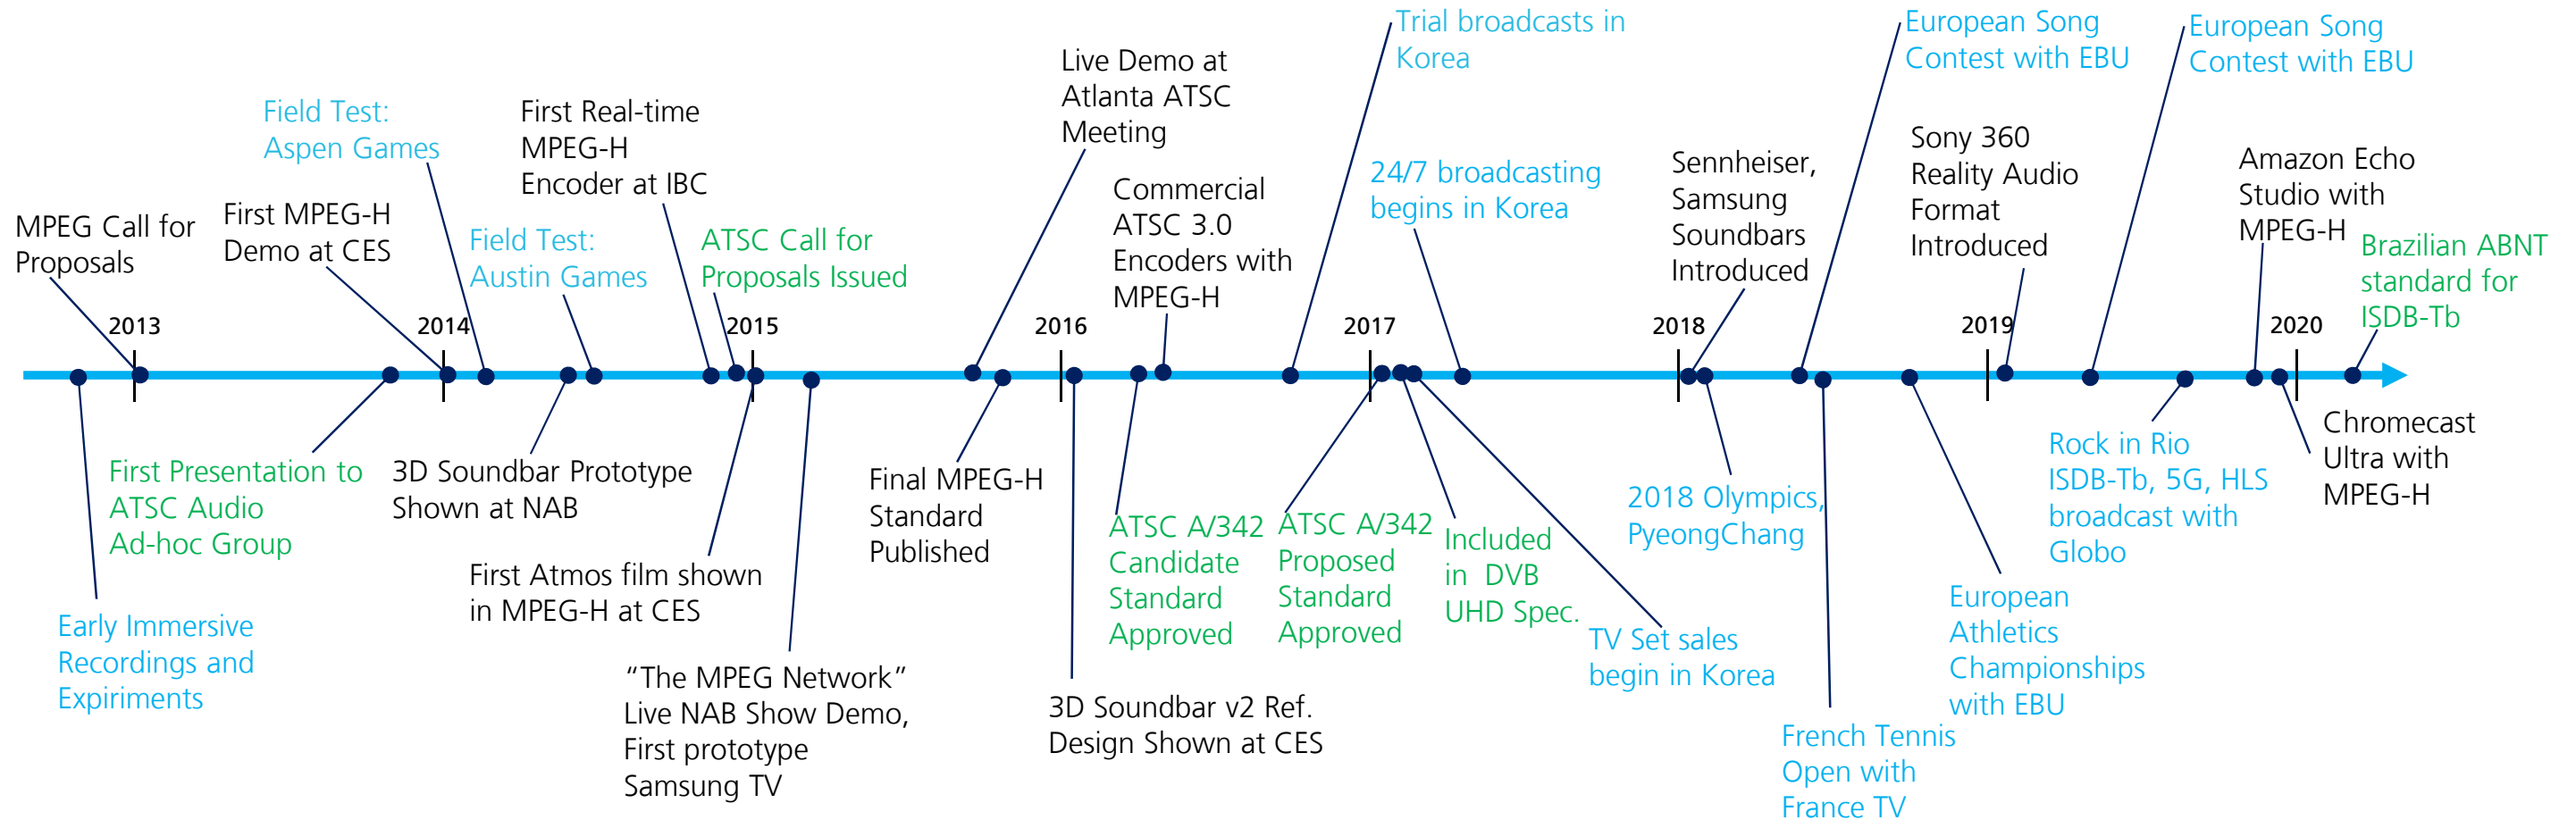 MPEG Call for
Proposals
First MPEG-H
Demo at CES
Field Test:
Aspen Games
First Real-time
MPEG-H
Encoder at IBC
Field Test:
Austin Games
ATSC Call for
Proposals Issued
Live Demo at
Atlanta ATSC
Meeting
Commercial
ATSC 3.0
Encoders with
MPEG-H
Trial broadcasts in
Korea
24/7 broadcasting
begins in Korea
Sennheiser,
Samsung
Soundbars
Introduced
European Song
Contest with EBU
Sony 360
Reality Audio
Format
Introduced
European Song
Contest with EBU
Amazon Echo
Studio with
MPEG-H
Brazilian ABNT
standard for
ISDB-Tb
2013
2014
2015
2016
2017
2018
2019
2020
Early Immersive
Recordings and
Expiriments
First Presentation to
ATSC Audio
Ad-hoc Group
3D Soundbar Prototype
Shown at NAB
First Atmos film shown
in MPEG-H at CES
“The MPEG Network”
Live NAB Show Demo,
First prototype
Samsung TV
Final MPEG-H
Standard
Published
3D Soundbar v2 Ref.
Design Shown at CES
ATSC A/342
Candidate
Standard
Approved
ATSC A/342
Proposed
Standard
Approved
Included
in DVB
UHD Spec.
TV Set sales
begin in Korea
2018 Olympics,
PyeongChang
French Tennis
Open with
France TV
European
Athletics
Championships
with EBU
Rock in Rio
ISDB-Tb, 5G, HLS
broadcast with
Globo
Chromecast
Ultra with
MPEG-H